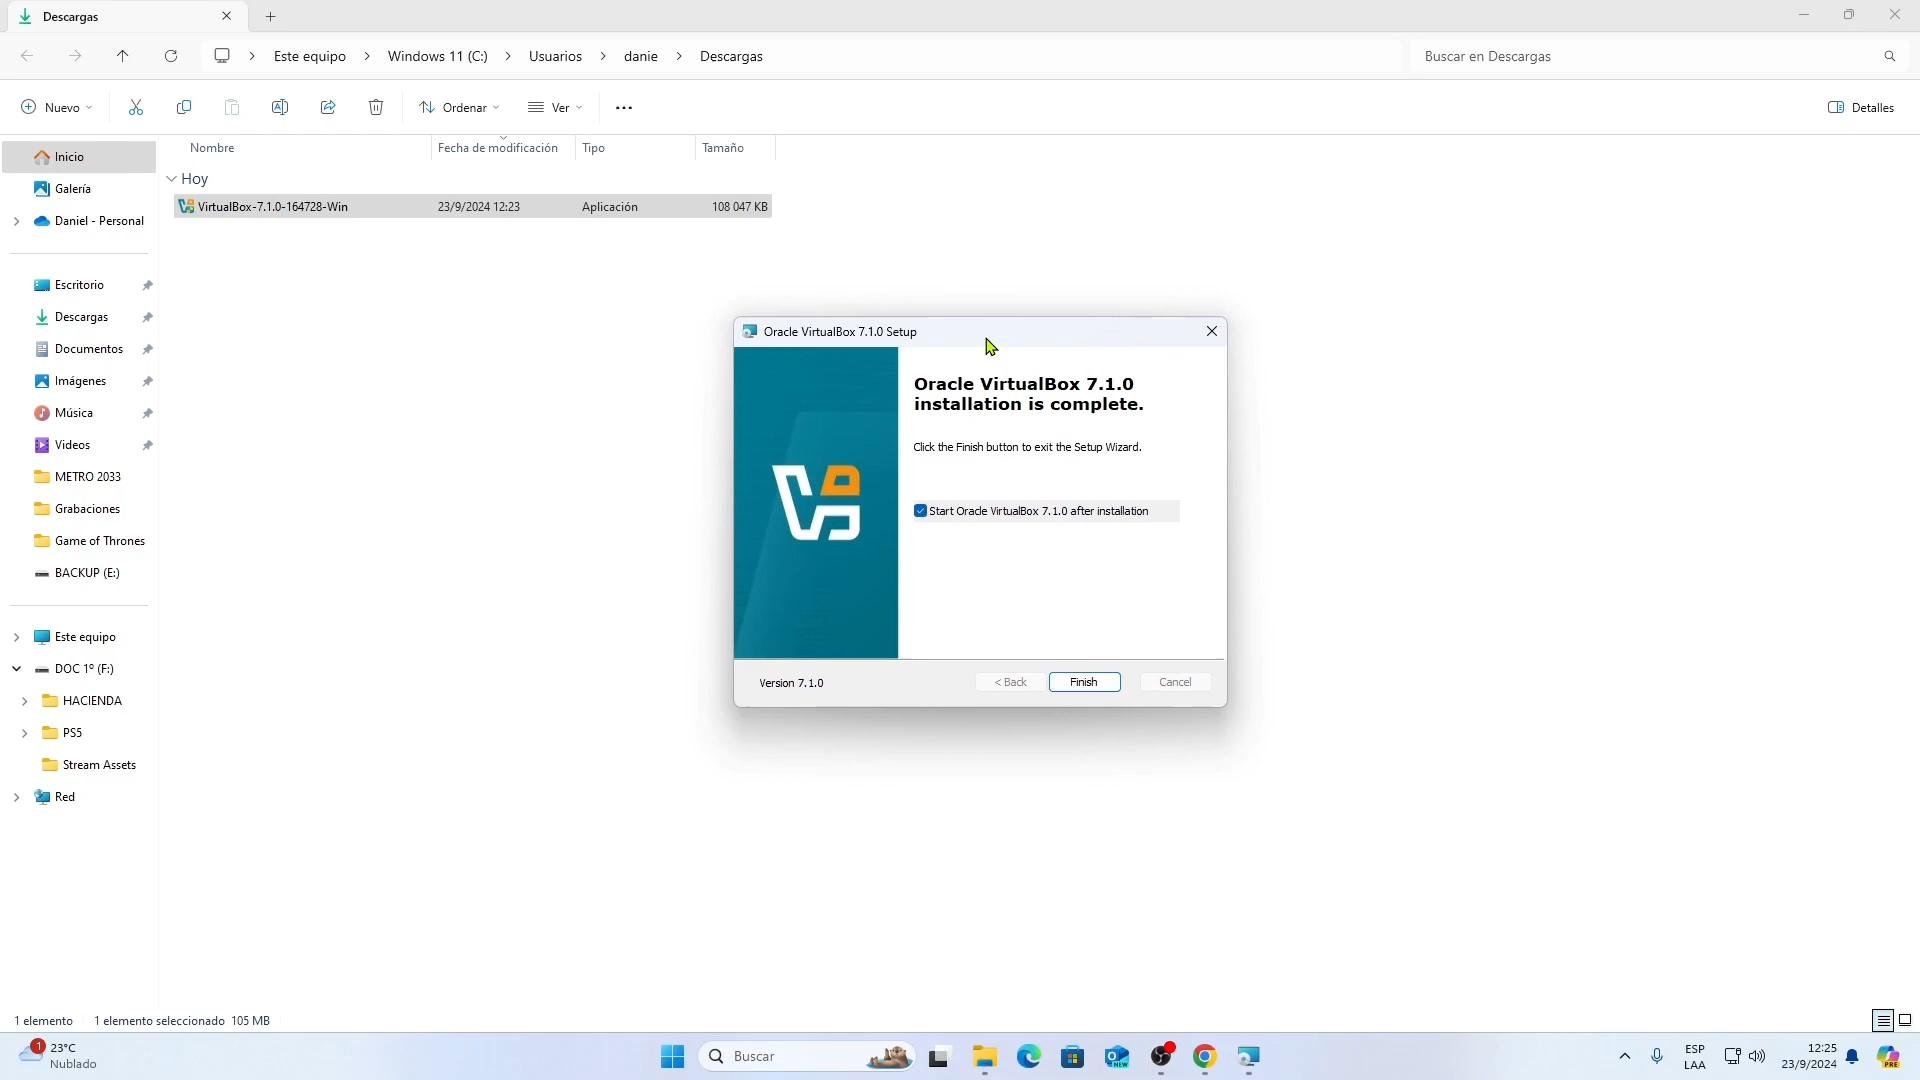 Descargas
Este equipo > Windows 11 (C:) > Usuarios > danie > Descargas
Buscar en Descargas
Nuevo
Ordenar
Ver
Detalles
Nombre Fecha de modificación Tipo Tamaño
Hoy
VirtualBox-7.1.0-164728-Win 23/9/2024 12:23 Aplicación 108 047 KB
Inicio
Galería
Daniel - Personal
Escritorio
Descargas
Documentos
Imágenes
Música
Videos
METRO 2033
Grabaciones
Game of Thrones
BACKUP (E:)
Este equipo
DOC 1º (F:)
HACIENDA
PS5
Stream Assets
Red
Oracle VirtualBox 7.1.0 Setup
Oracle VirtualBox 7.1.0
installation is complete.
Click the Finish button to exit the Setup Wizard.
Start Oracle VirtualBox 7.1.0 after installation
Version 7.1.0
< Back
Finish
Cancel
1 elemento
1 elemento seleccionado 105 MB
1
23°C
Nublado
Buscar
NEW
ESP
LAA
12:25
23/9/2024
PRE